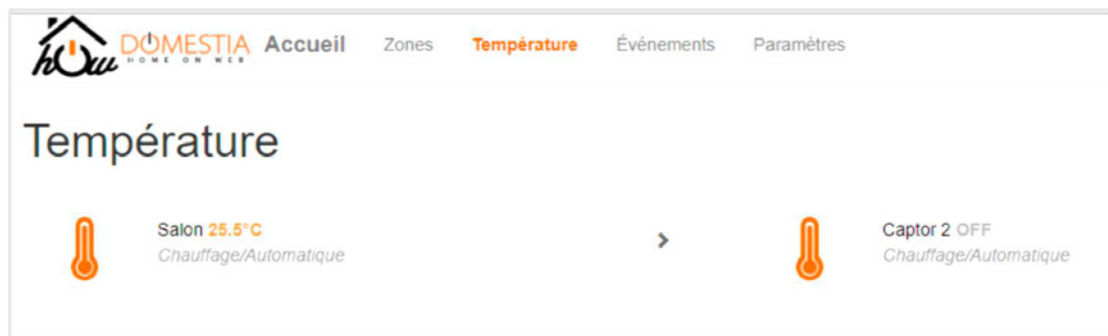 hOw DOMESTIA Accueil Zones Température Événements Paramètres
HOME ON WEB
Température
Salon 25.5°C
Chauffage/Automatique
Captor 2 OFF
Chauffage/Automatique